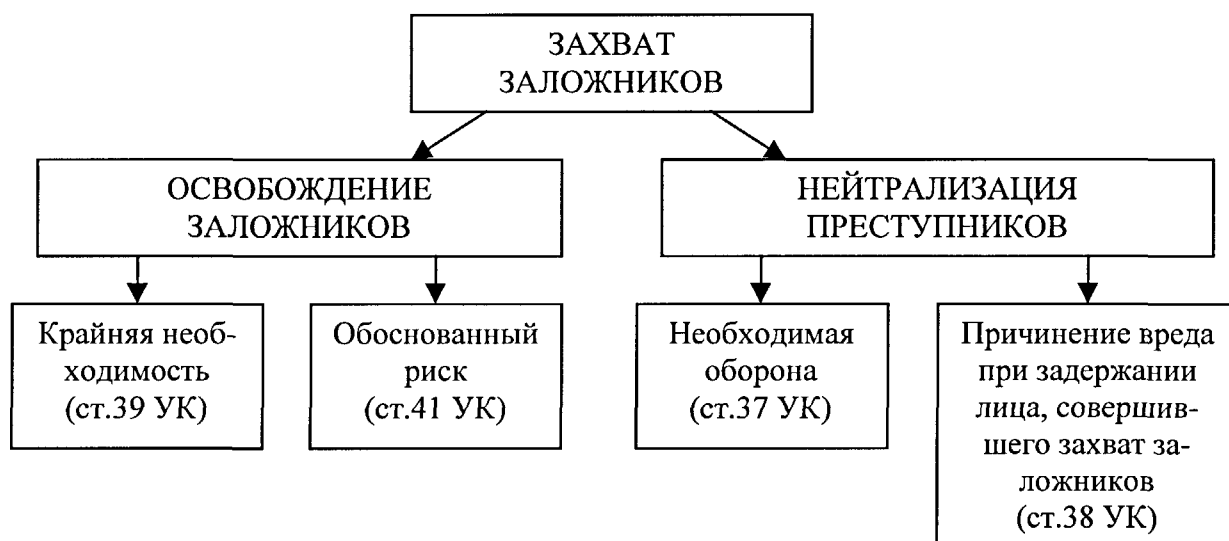 ЗАХВАТ
ЗАЛОЖНИКОВ
ОСВОБОЖДЕНИЕ
ЗАЛОЖНИКОВ
НЕЙТРАЛИЗАЦИЯ
ПРЕСТУПНИКОВ
Крайняя необ-
ходимость
(ст.39 УК)
Обоснованный
риск
(ст.41 УК)
Необходимая
оборона
(ст.37 УК)
Причинение вреда
при задержании
лица, совершив-
шего захват за-
ложников
(ст.38 УК)